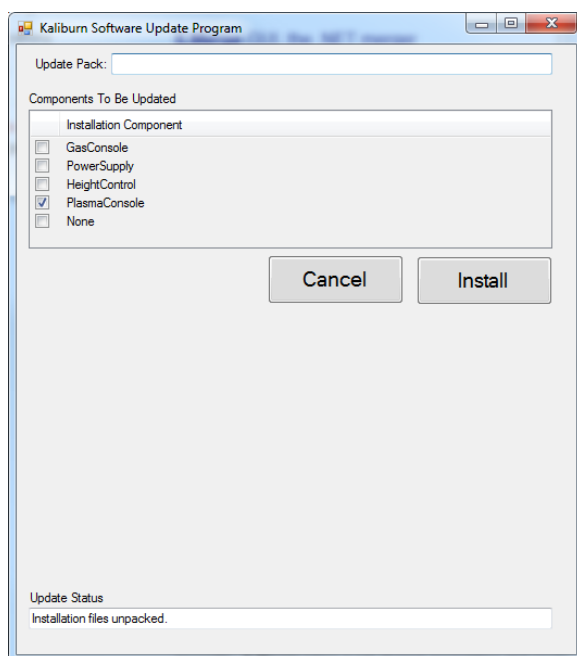 Kaliburn Software Update Program
Update Pack:
Components To Be Updated
Installation Component
GasConsole
PowerSupply
HeightControl
PlasmaConsole
None
Cancel Install
Update Status
Installation files unpacked.